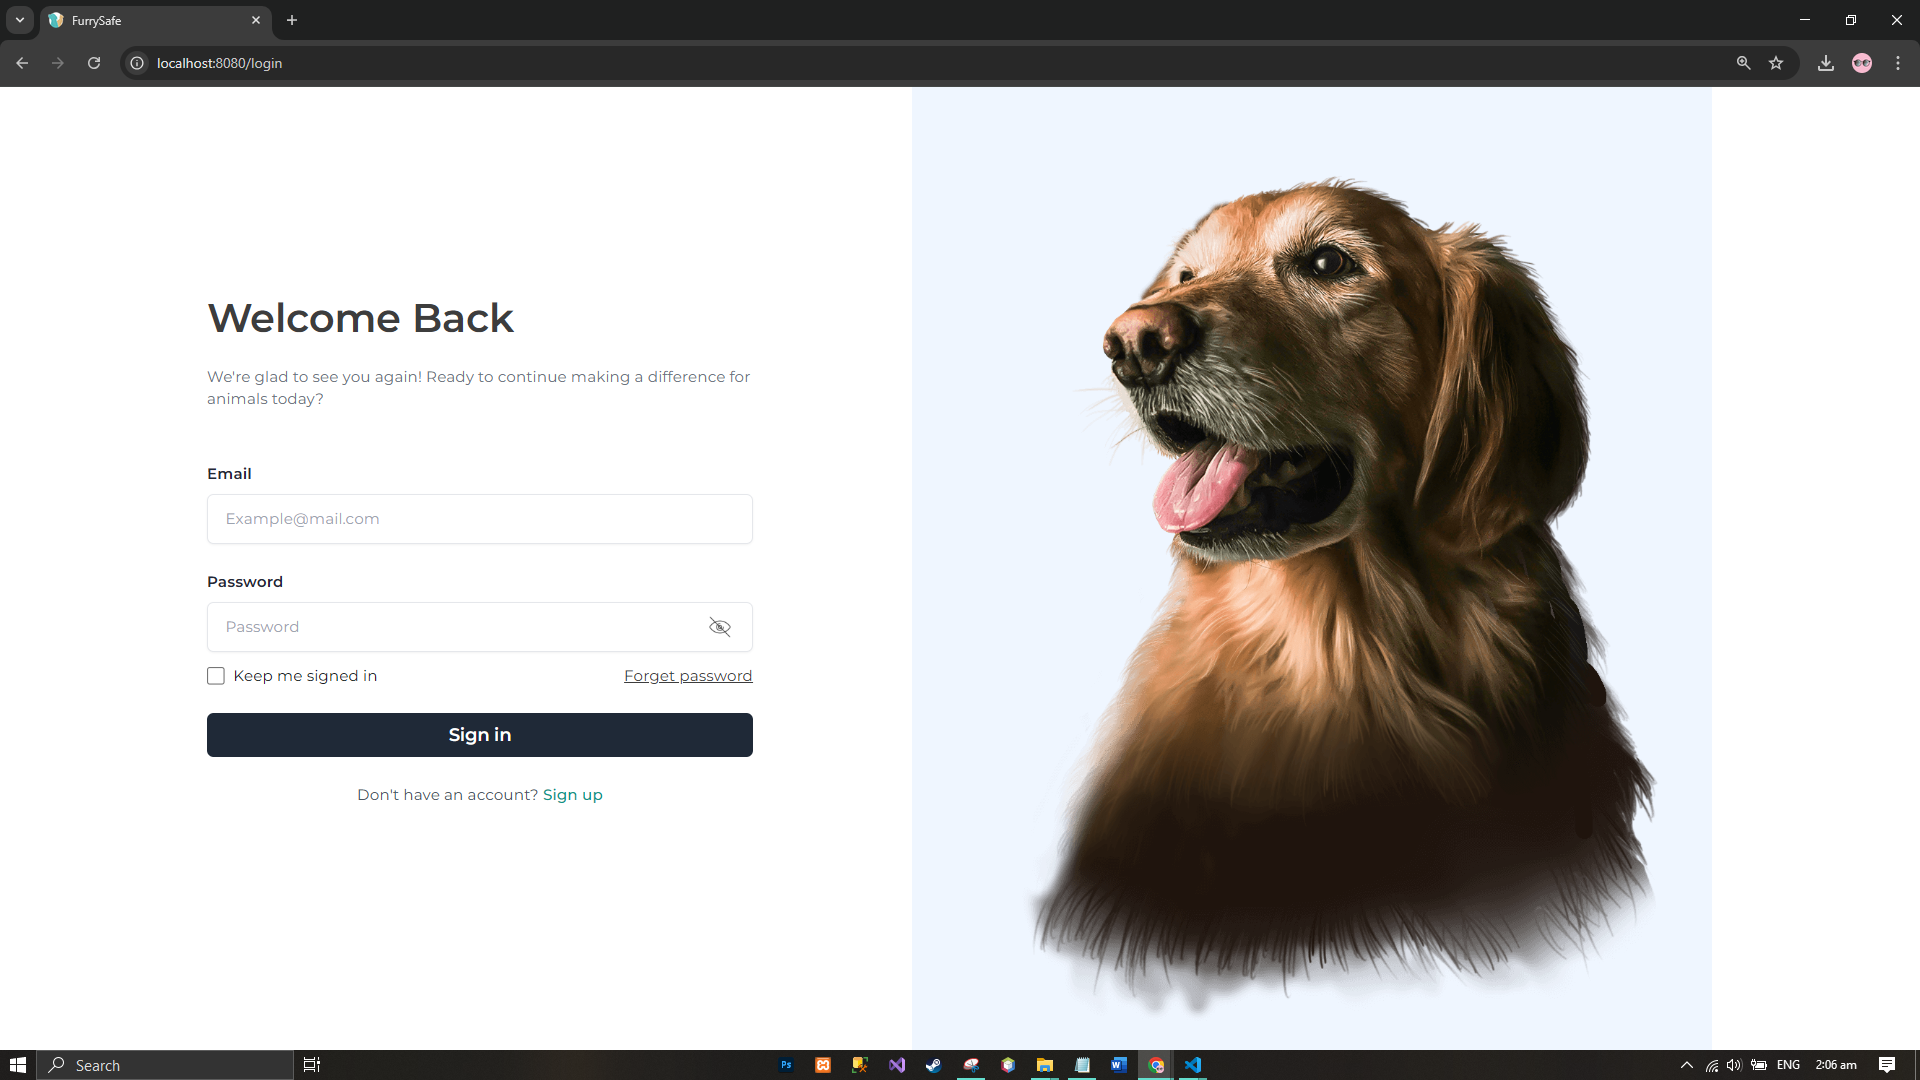 FurrySafe
localhost:8080/login
Welcome Back
We're glad to see you again! Ready to continue making a difference for
animals today?
Email
Example@mail.com
Password
Password
Keep me signed in
Forget password
Sign in
Don't have an account? Sign up
Search
Ps
W
ENG
2:06 am